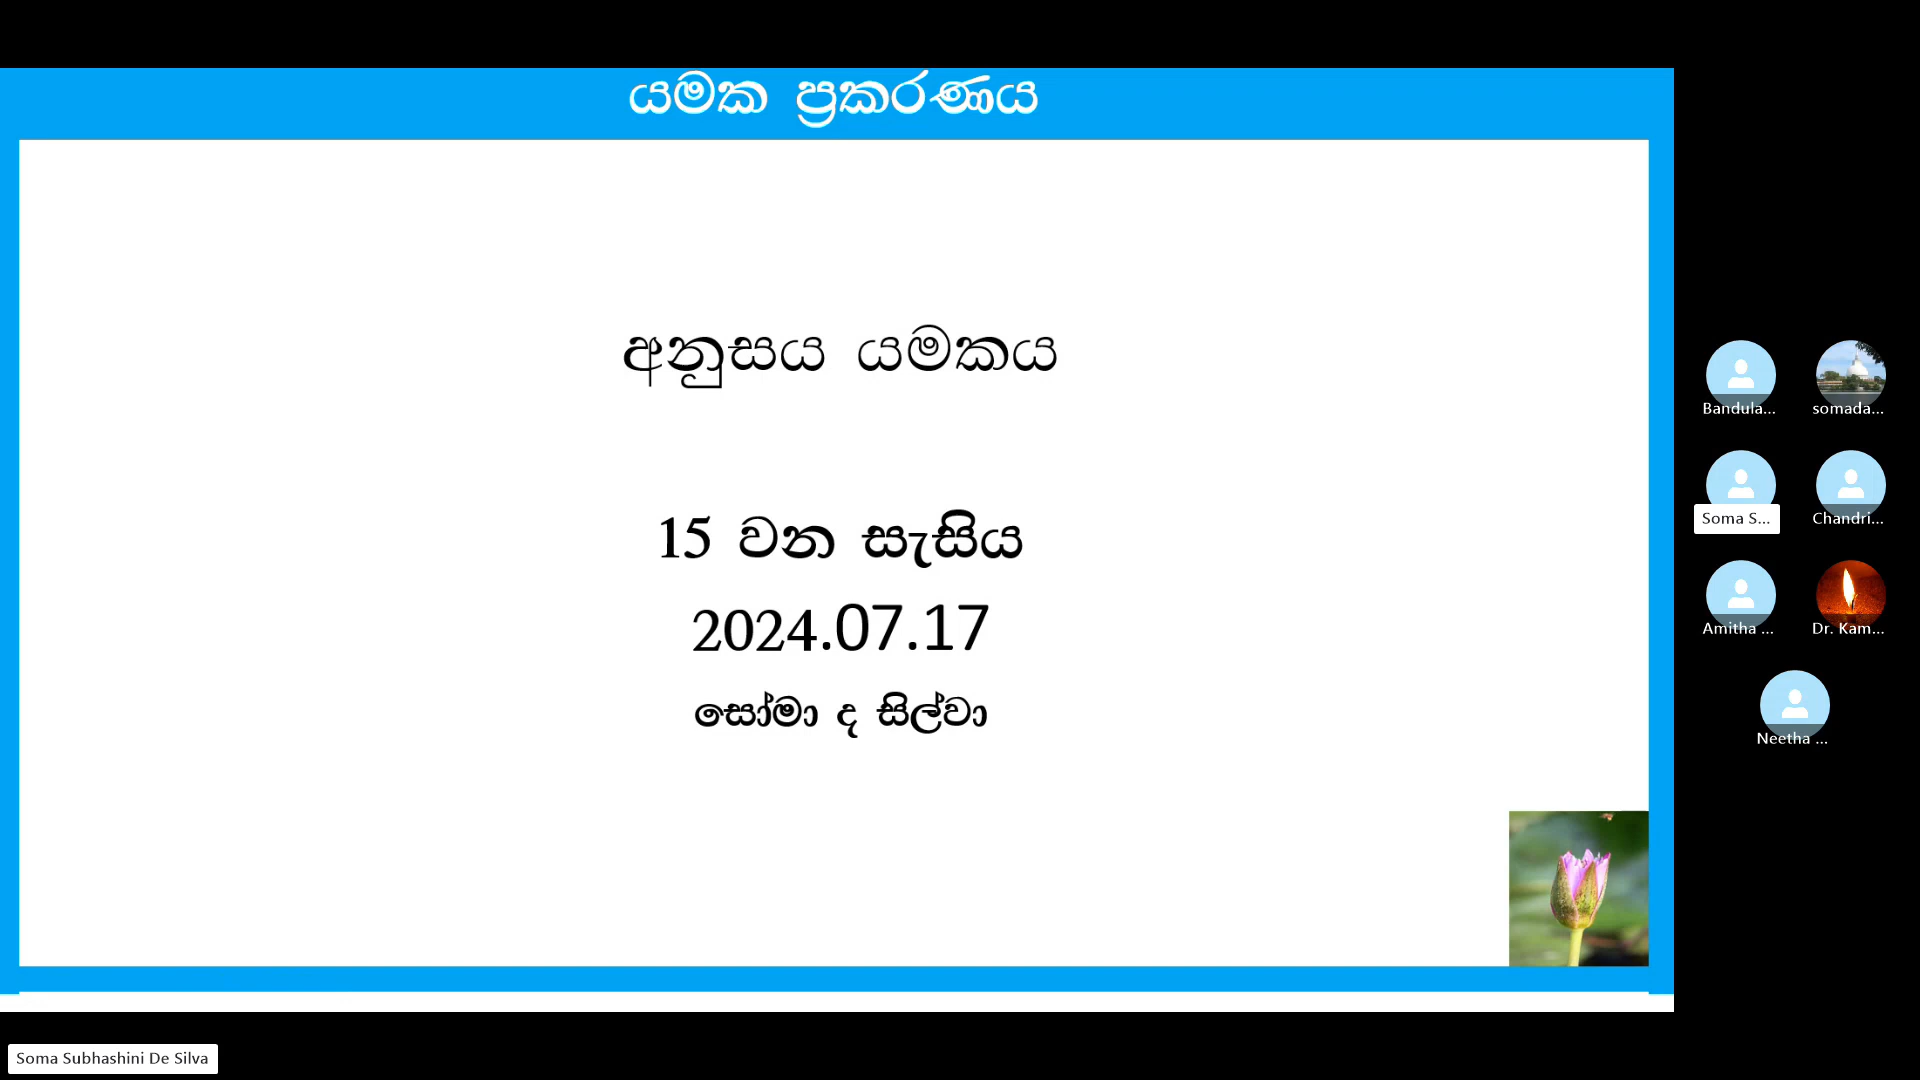 යමක ප්‍රකරණය
අනුසය යමකය
15 වන සැසිය
2024.07.17
සෝමා ද සිල්වා
Bandula...
somada...
Soma S...
Chandri...
Amitha ...
Dr. Kam...
Neetha ...
Soma Subhashini De Silva